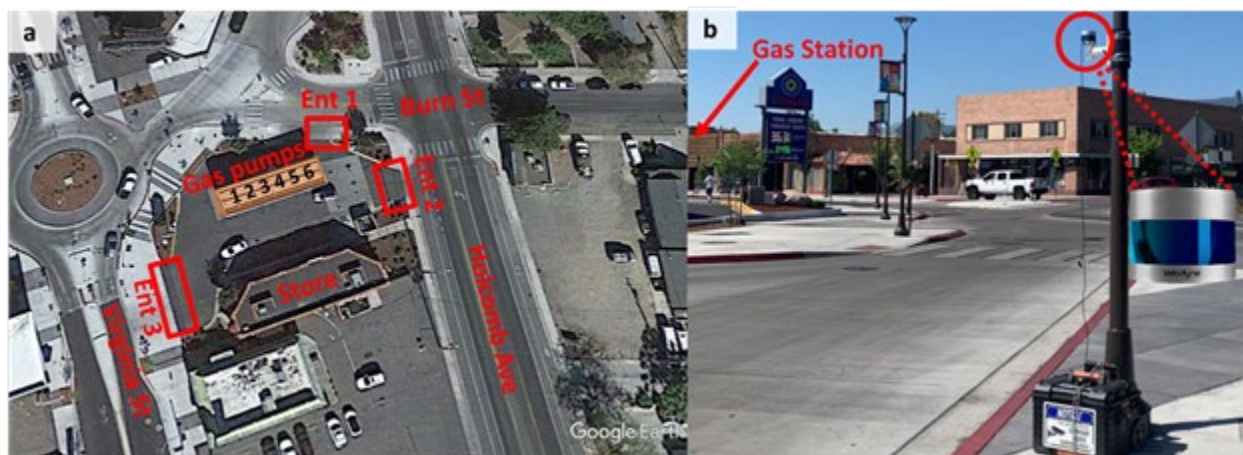 a
Ent 1
Burn St
Gas pumps
1 2 3 4 5 6
Ent 2
Store
Ent 3
Virginia St
Holcomb Ave
Google Earth
b
Gas Station
Velodyne